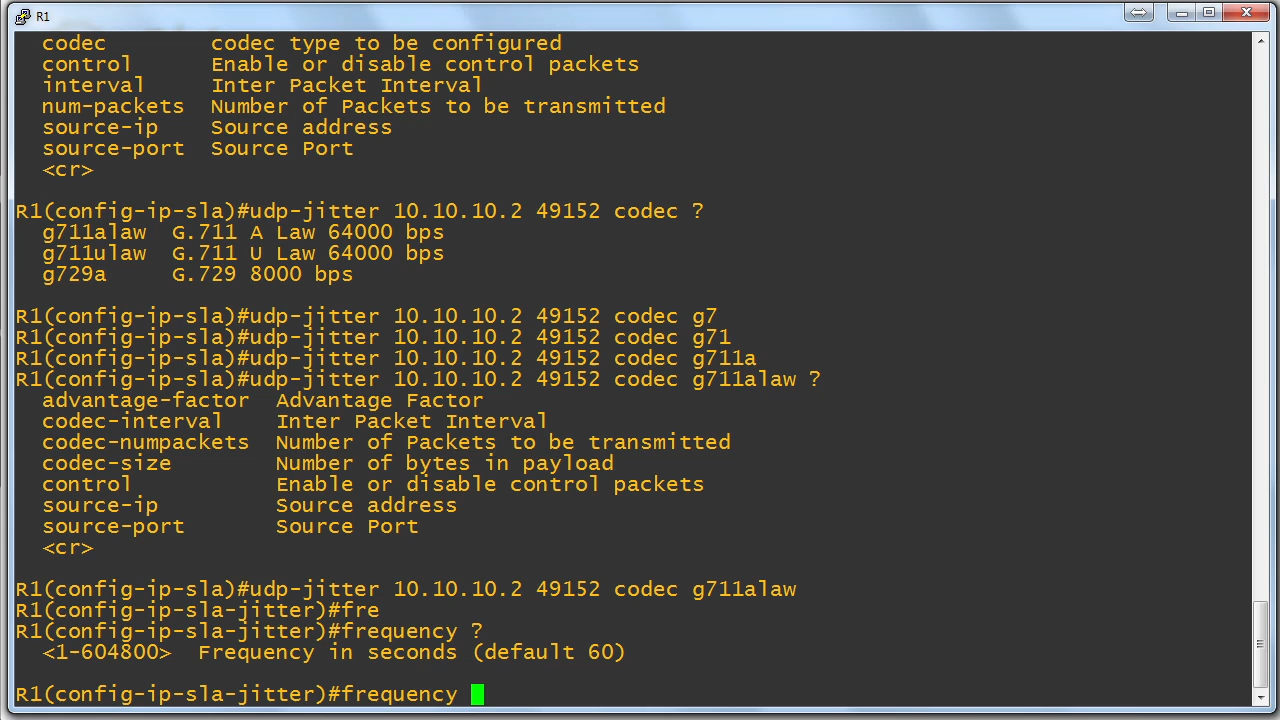 R1
codec codec type to be configured
control Enable or disable control packets
interval Inter Packet Interval
num-packets Number of Packets to be transmitted
source-ip Source address
source-port Source Port
<cr>
R1(config-ip-sla)#udp-jitter 10.10.10.2 49152 codec ?
g711alaw G.711 A Law 64000 bps
g711ulaw G.711 U Law 64000 bps
g729a G.729 8000 bps
R1(config-ip-sla)#udp-jitter 10.10.10.2 49152 codec g7
R1(config-ip-sla)#udp-jitter 10.10.10.2 49152 codec g71
R1(config-ip-sla)#udp-jitter 10.10.10.2 49152 codec g711a
R1(config-ip-sla)#udp-jitter 10.10.10.2 49152 codec g711alaw ?
advantage-factor Advantage Factor
codec-interval Inter Packet Interval
codec-numpackets Number of Packets to be transmitted
codec-size Number of bytes in payload
control Enable or disable control packets
source-ip Source address
source-port Source Port
<cr>
R1(config-ip-sla)#udp-jitter 10.10.10.2 49152 codec g711alaw
R1(config-ip-sla-jitter)#fre
R1(config-ip-sla-jitter)#frequency ?
<1-604800> Frequency in seconds (default 60)
R1(config-ip-sla-jitter)#frequency